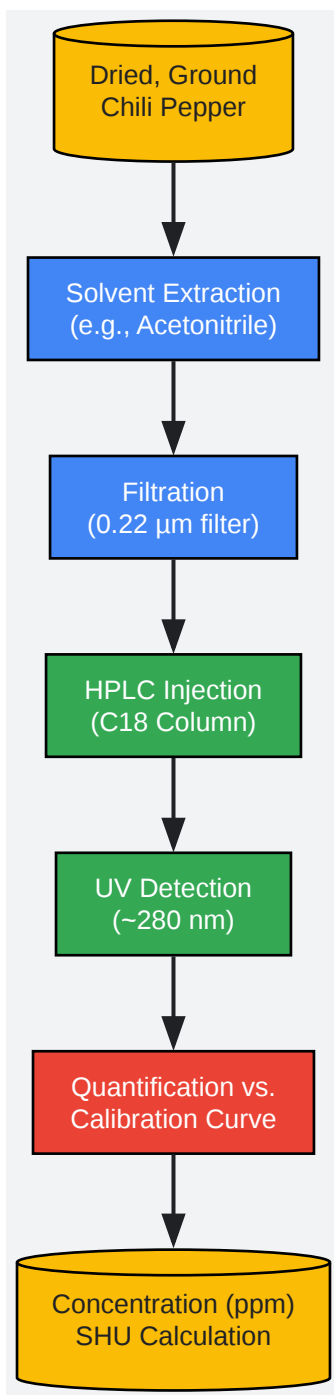 Dried, Ground
Chili Pepper
Solvent Extraction
(e.g., Acetonitrile)
Filtration
(0.22 µm filter)
HPLC Injection
(C18 Column)
UV Detection
(~280 nm)
Quantification vs.
Calibration Curve
Concentration (ppm)
SHU Calculation